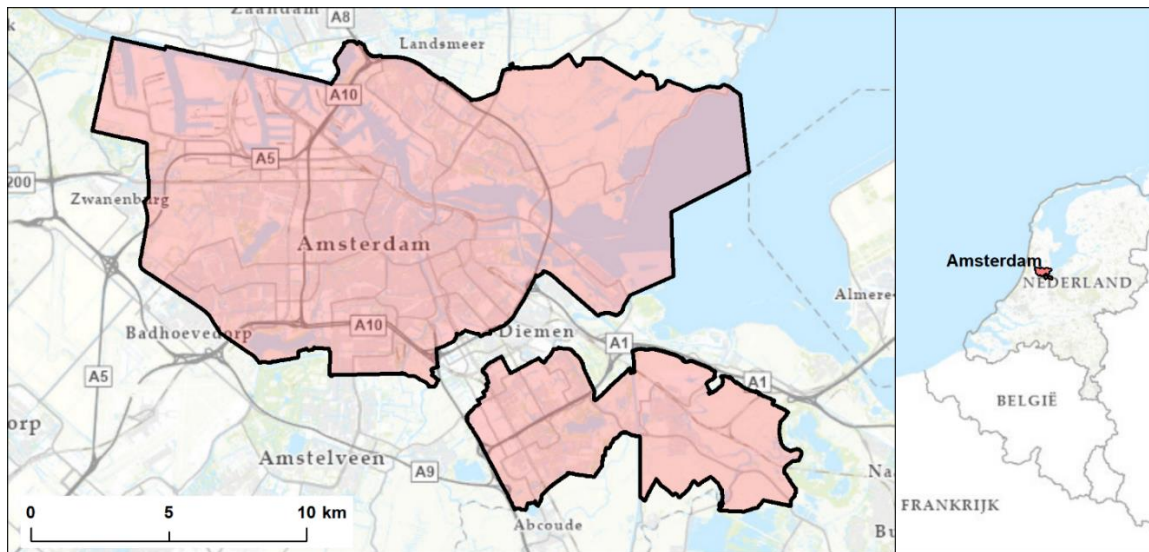 Zaandam
A8
Landsmeer
A10
A5
200
Zwanenburg
Amsterdam
Almere
Badhoevedorp
A10
Diemen
A1
A5
A1
orp
Amstelveen
A9
Na
Abcoude
Bu
0 5 10 km
Amsterdam
NEDERLAND
BELGIË
FRANKRIJK